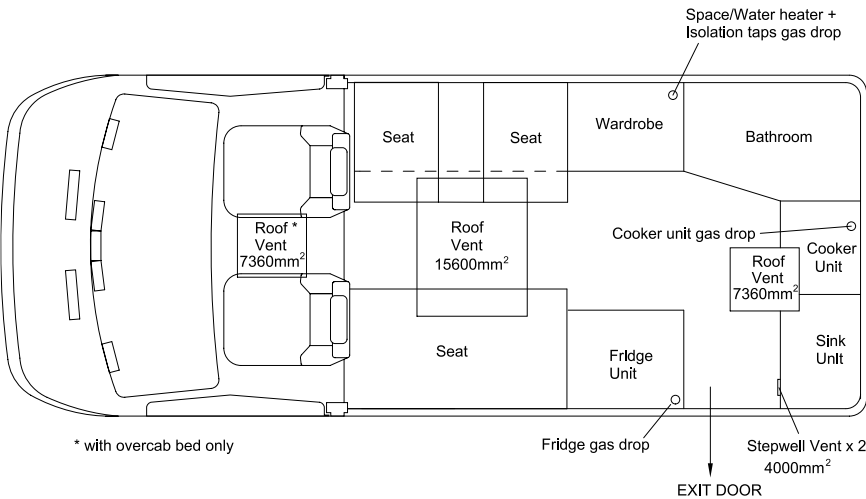 Space/Water heater +
Isolation taps gas drop
Seat
Seat
Wardrobe
Bathroom
Roof *
Vent
7360mm²
Roof
Vent
15600mm²
Cooker unit gas drop
Cooker
Unit
Roof
Vent
7360mm²
Seat
Fridge
Unit
Sink
Unit
* with overcab bed only
Fridge gas drop
Stepwell Vent x 2
4000mm²
EXIT DOOR